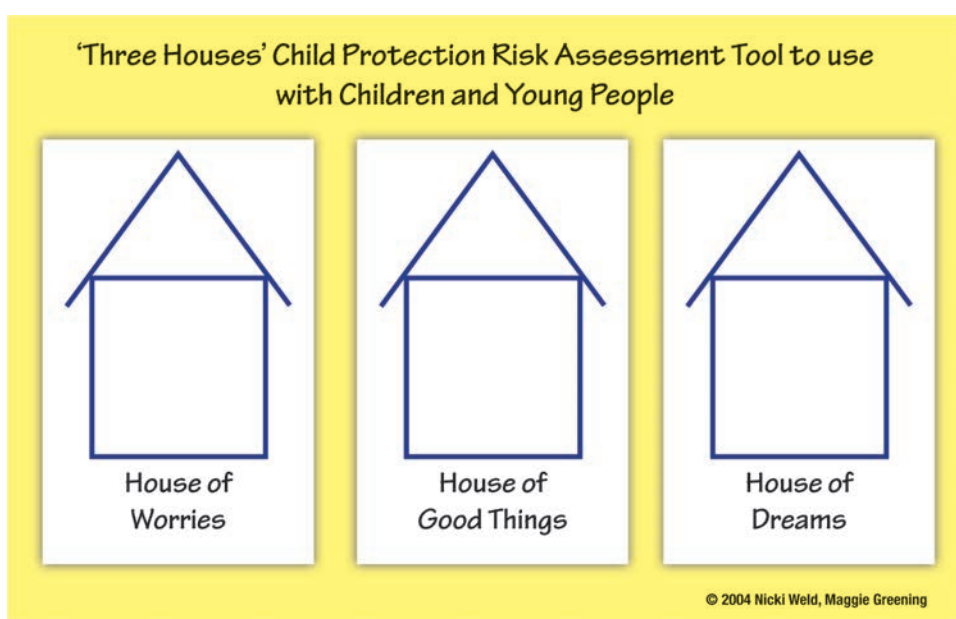 ‘Three Houses’ Child Protection Risk Assessment Tool to use
with Children and Young People
House of
Worries
House of
Good Things
House of
Dreams
© 2004 Nicki Weld, Maggie Greening